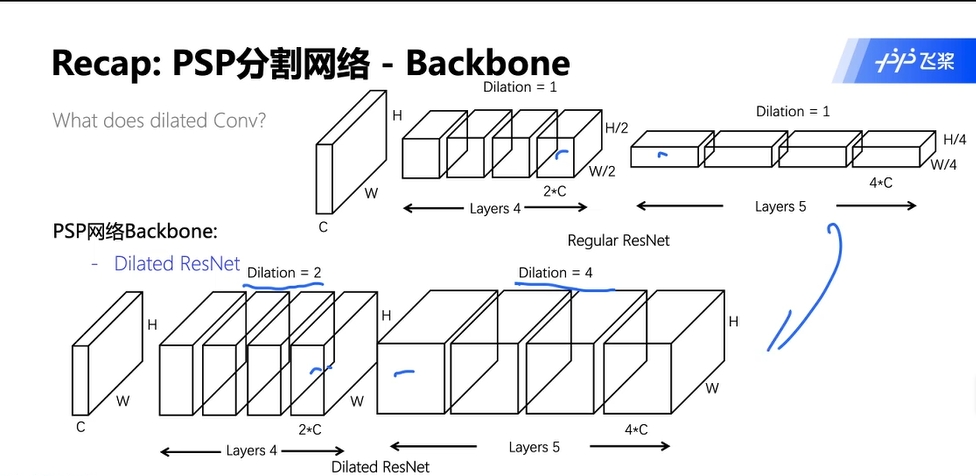 Recap: PSP分割网络 - Backbone
飞桨
What does dilated Conv?
Dilation = 1
H
W
C
H/2
W/2
2*C
Layers 4
Dilation = 1
H/4
W/4
4*C
Layers 5
Regular ResNet
PSP网络Backbone:
- Dilated ResNet
Dilation = 2
Dilation = 4
H
W
C
H
W
2*C
Layers 4
H
W
4*C
Layers 5
Dilated ResNet